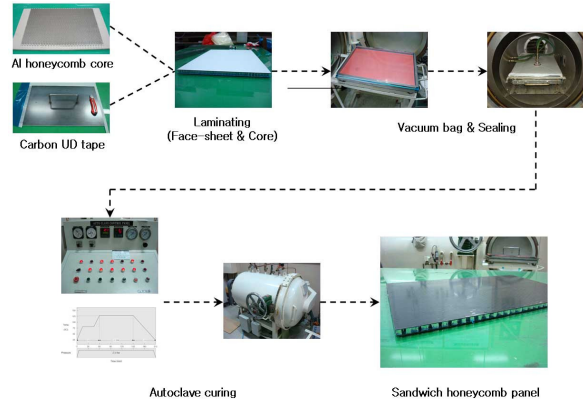 Al honeycomb core
Carbon UD tape
Laminating
(Face-sheet & Core)
Vacuum bag & Sealing
Autoclave curing
Sandwich honeycomb panel